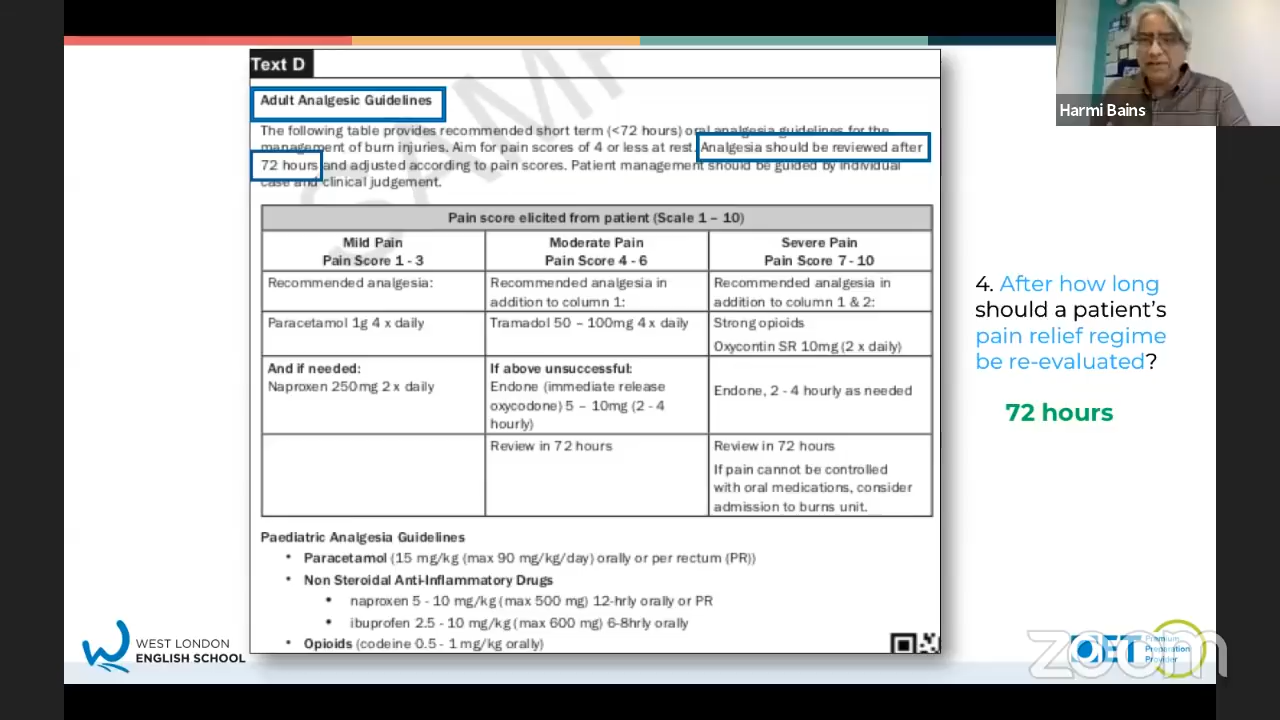 Text D
Adult Analgesic Guidelines
The following table provides recommended short term (<72 hours) oral analgesia guidelines for the
management of burn injuries. Aim for pain scores of 4 or less at rest. Analgesia should be reviewed after
72 hours and adjusted according to pain scores. Patient management should be guided by individual
case and clinical judgement.
Pain score elicited from patient (Scale 1 – 10)
Mild Pain
Pain Score 1 - 3
Moderate Pain
Pain Score 4 - 6
Severe Pain
Pain Score 7 - 10
Recommended analgesia:
Recommended analgesia in
addition to column 1:
Recommended analgesia in
addition to column 1 & 2:
Paracetamol 1g 4 x daily
Tramadol 50 – 100mg 4 x daily
Strong opioids
Oxycontin SR 10mg (2 x daily)
And if needed:
Naproxen 250mg 2 x daily
If above unsuccessful:
Endone (immediate release
oxycodone) 5 – 10mg (2 - 4
hourly)
Endone, 2 - 4 hourly as needed
Review in 72 hours
Review in 72 hours
If pain cannot be controlled
with oral medications, consider
admission to burns unit.
Paediatric Analgesia Guidelines
• Paracetamol (15 mg/kg (max 90 mg/kg/day) orally or per rectum (PR))
• Non Steroidal Anti-Inflammatory Drugs
• naproxen 5 - 10 mg/kg (max 500 mg) 12-hrly orally or PR
• ibuprofen 2.5 - 10 mg/kg (max 600 mg) 6-8hrly orally
• Opioids (codeine 0.5 - 1 mg/kg orally)
Harmi Bains
4. After how long
should a patient's
pain relief regime
be re-evaluated?
72 hours
WEST LONDON
ENGLISH SCHOOL
OET
Premium
Preparation
Provider
zoom